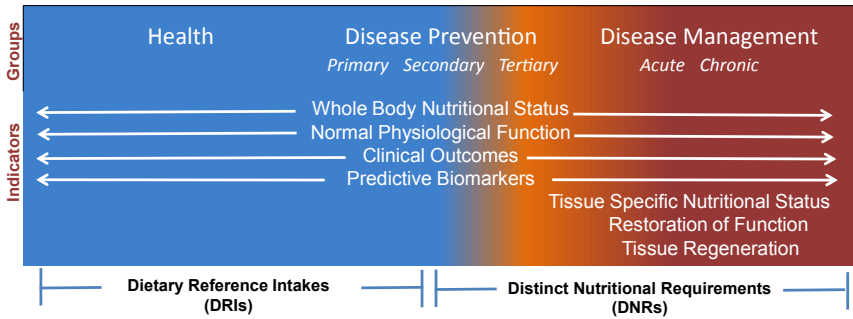 Groups
Health
Disease Prevention
Primary Secondary Tertiary
Disease Management
Acute Chronic
Indicators
Whole Body Nutritional Status
Normal Physiological Function
Clinical Outcomes
Predictive Biomarkers
Tissue Specific Nutritional Status
Restoration of Function
Tissue Regeneration
Dietary Reference Intakes
(DRIs)
Distinct Nutritional Requirements
(DNRs)